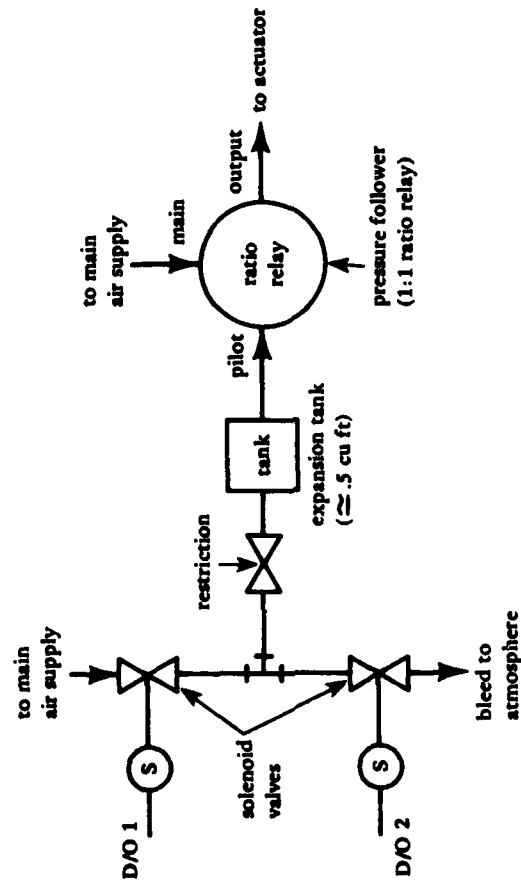 D/O 1
S
to main
air supply
solenoid
valves
D/O 2
S
bleed to
atmosphere
restriction
tank
expansion tank
(≃ .5 cu ft)
pilot
to main
air supply
main
ratio
relay
output
to actuator
pressure follower
(1:1 ratio relay)